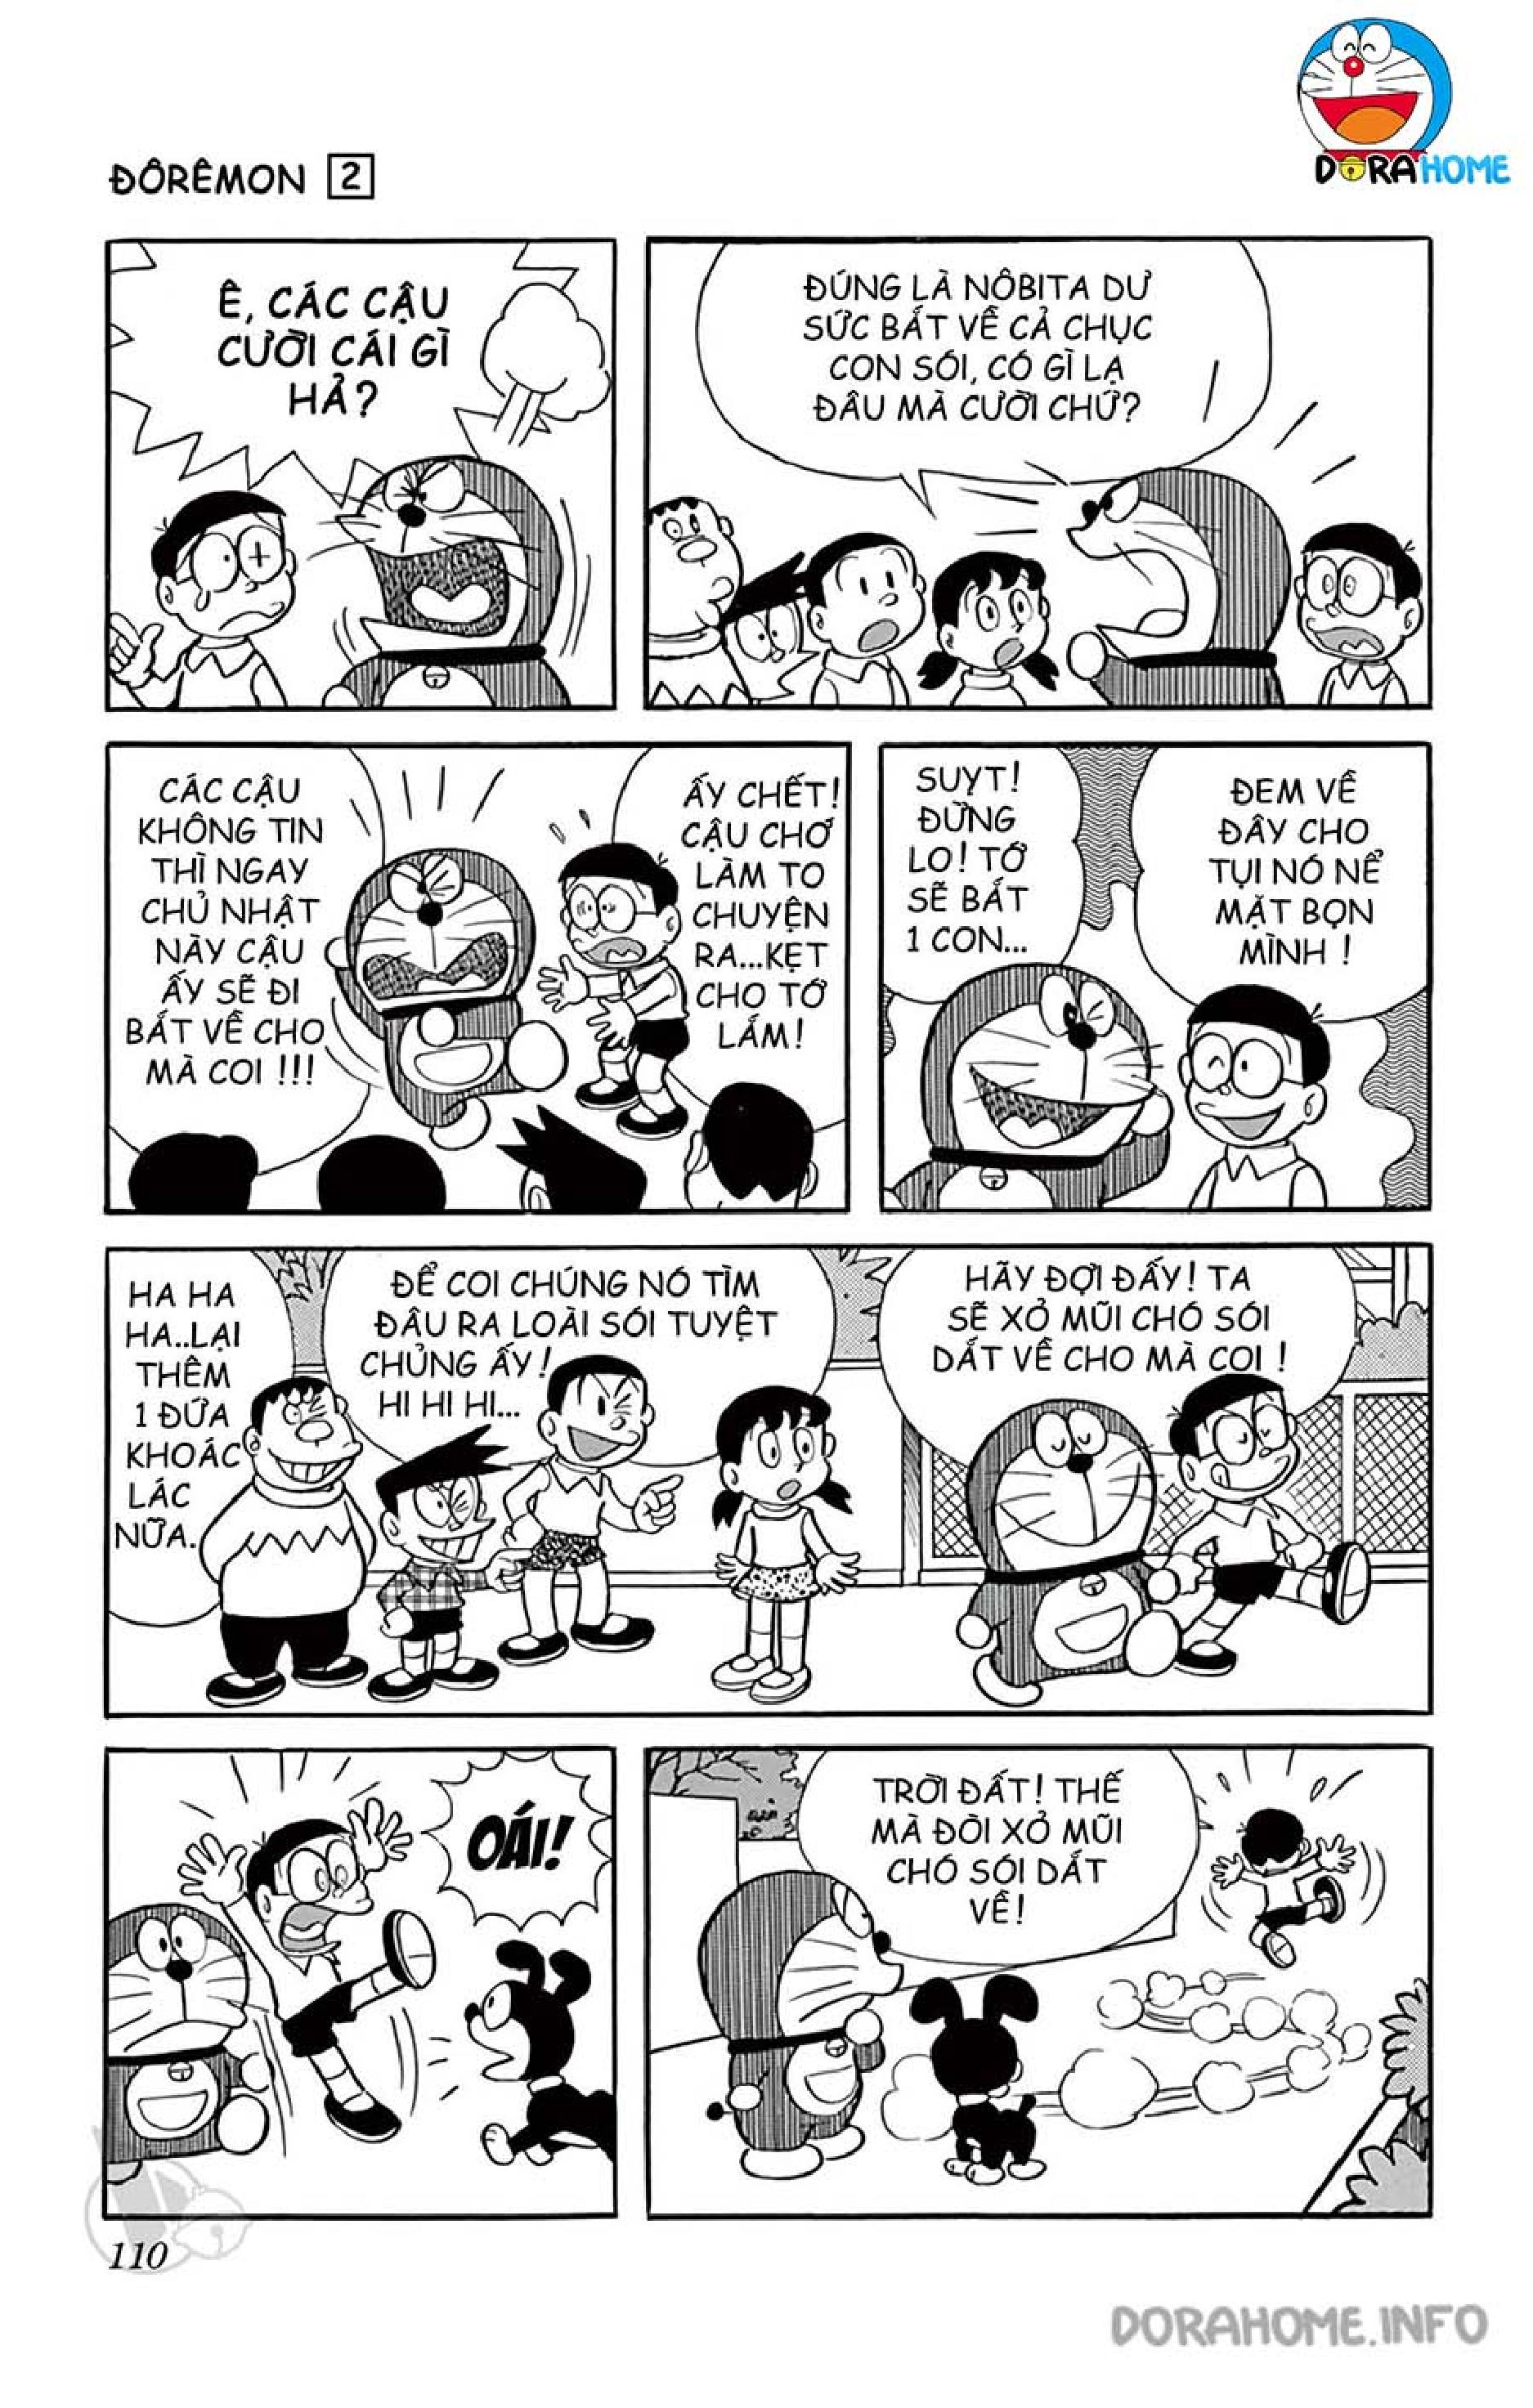 DORAHOME
ĐÔRÊMON 2
Ê, CÁC CẬU
CƯỜI CÁI GÌ
HẢ?
ĐÚNG LÀ NÔBITA DƯ
SỨC BẮT VỀ CẢ CHỤC
CON SÓI, CÓ GÌ LẠ
ĐÂU MÀ CƯỜI CHỨ?
CÁC CẬU
KHÔNG TIN
THÌ NGAY
CHỦ NHẬT
NÀY CẬU
ẤY SẼ ĐI
BẮT VỀ CHO
MÀ COI !!!
ẤY CHẾT!
CẬU CHỚ
LÀM TO
CHUYỆN
RA...KẸT
CHO TỚ
LẮM!
SUỴT!
ĐỪNG
LO! TỚ
SẼ BẮT
1 CON...
ĐEM VỀ
ĐÂY CHO
TỤI NÓ NỂ
MẶT BỌN
MÌNH !
HA HA
HA..LẠI
THÊM
1 ĐỨA
KHOÁC
LÁC
NỮA.
ĐỂ COI CHÚNG NÓ TÌM
ĐÂU RA LOÀI SÓI TUYỆT
CHỦNG ẤY!
HI HI HI...
HÃY ĐỢI ĐẤY! TA
SẼ XỎ MŨI CHÓ SÓI
DẮT VỀ CHO MÀ COI !
OÁI!
TRỜI ĐẤT! THẾ
MÀ ĐÒI XỎ MŨI
CHÓ SÓI DẮT
VỀ!
110
DORAHOME.INFO